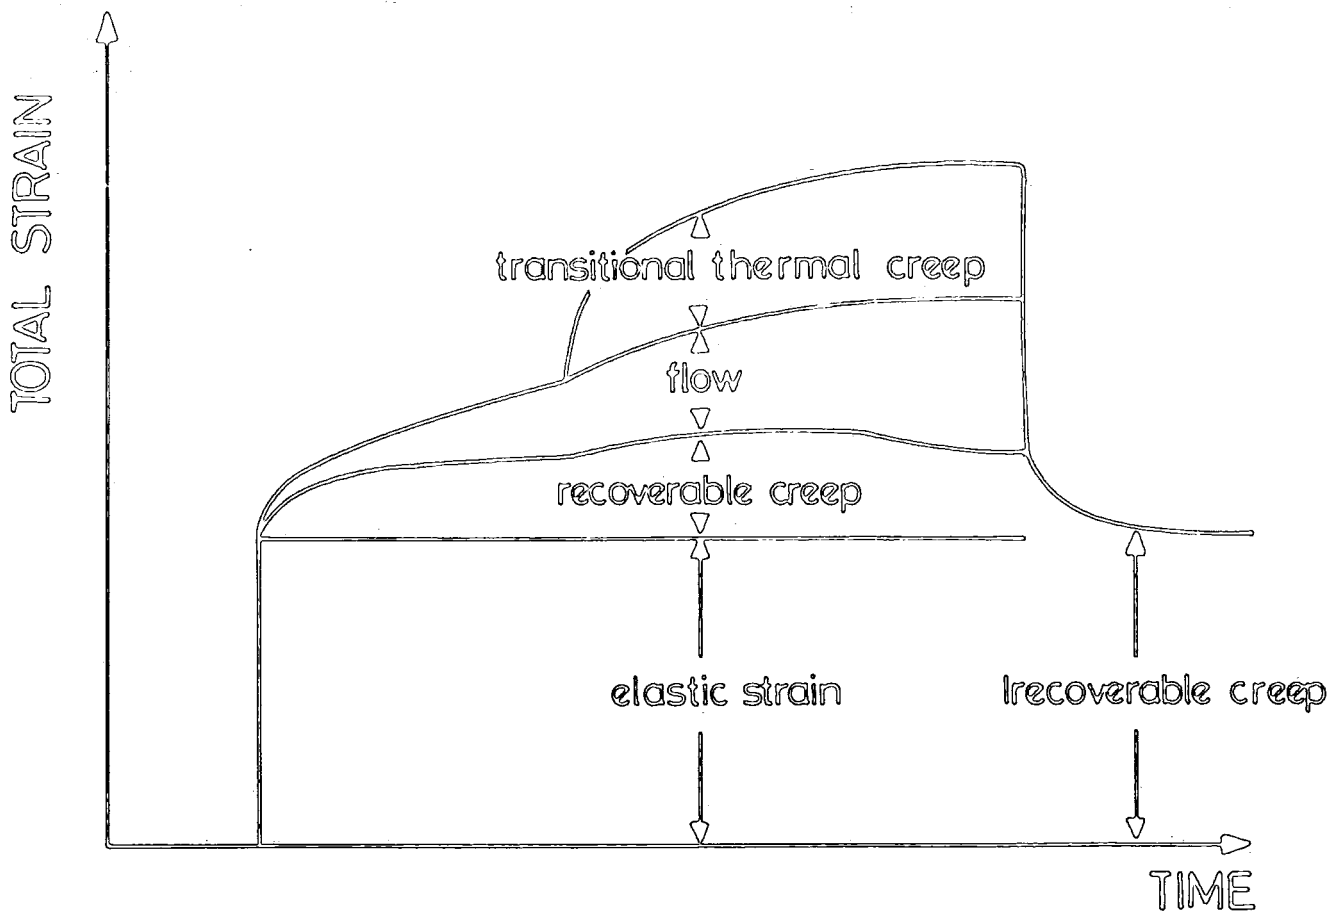 TOTAL STRAIN
transitional thermal creep
flow
recoverable creep
elastic strain
Irecoverable creep
TIME